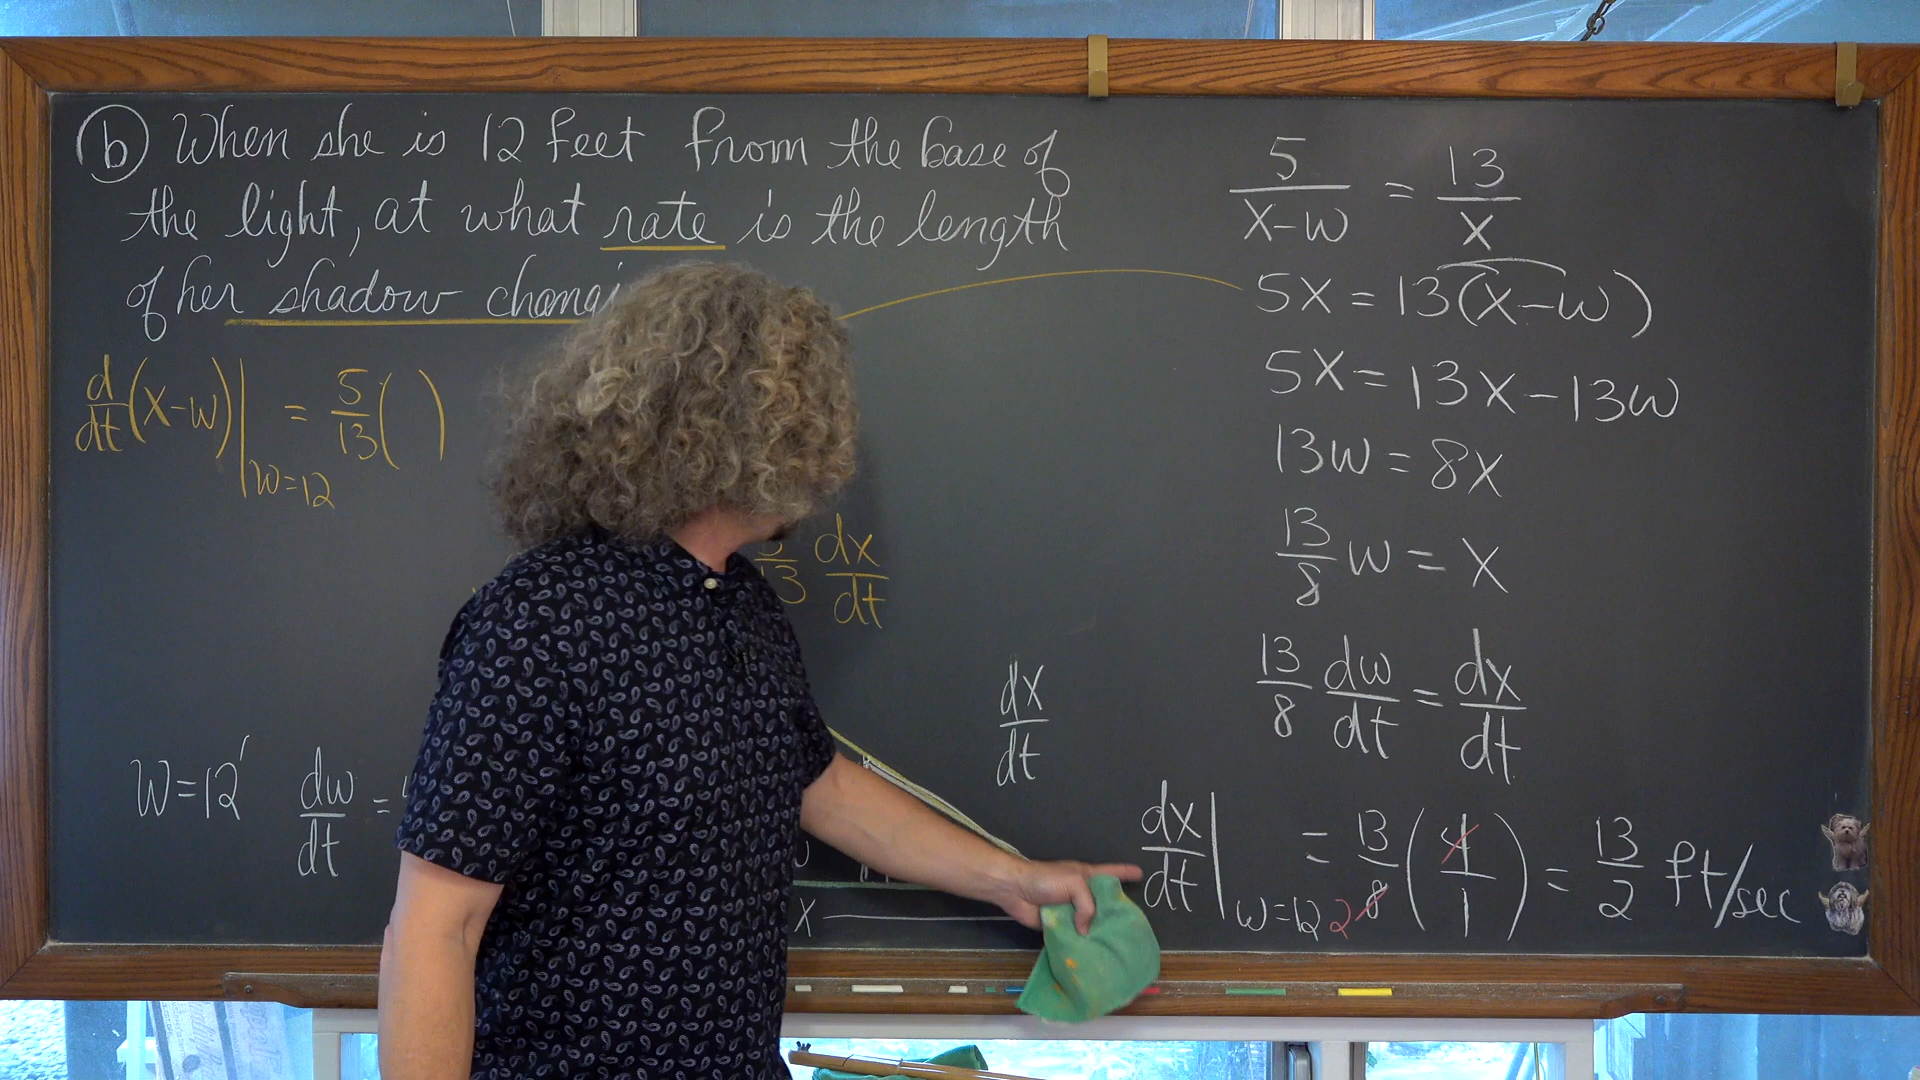 (b) When she is 12 feet from the base of
the light, at what rate is the length
of her shadow
d/dt (x-w)|w=12 = 5/13 ( )
dx/dt
w=12' dw/dt =
x
dx/dt
5/(x-w) = 13/x
5x = 13(x-w)
5x = 13x - 13w
13w = 8x
13/8 w = x
13/8 dw/dt = dx/dt
dx/dt|w=12 = 13/8 (4/1) = 13/2 ft/sec
2